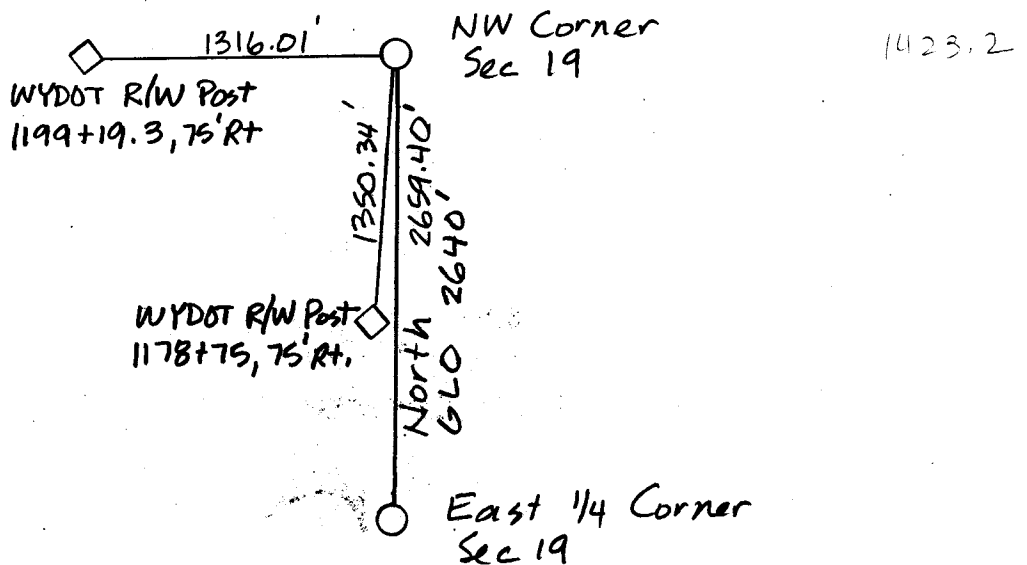 1316.01'
NW Corner
Sec 19
1423.2
WYDOT R/W Post
1199+19.3, 75'Rt
1350.34'
2659.40'
North
GLO 2640'
WYDOT R/W Post
1178+75, 75'Rt.
East 1/4 Corner
Sec 19